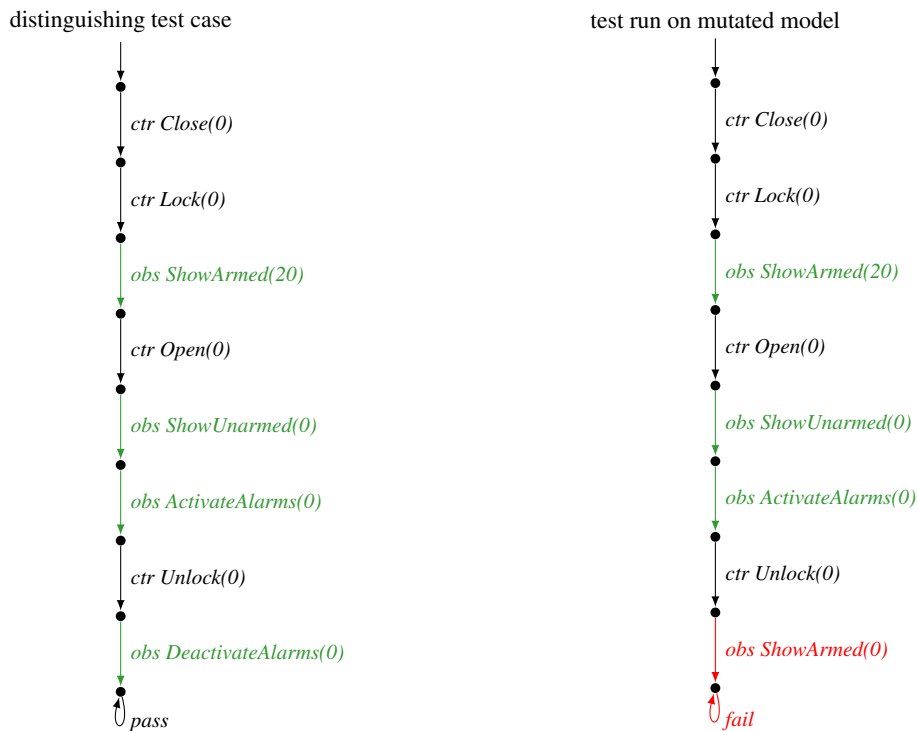 distinguishing test case
ctr Close(0)
ctr Lock(0)
obs ShowArmed(20)
ctr Open(0)
obs ShowUnarmed(0)
obs ActivateAlarms(0)
ctr Unlock(0)
obs DeactivateAlarms(0)
pass
test run on mutated model
ctr Close(0)
ctr Lock(0)
obs ShowArmed(20)
ctr Open(0)
obs ShowUnarmed(0)
obs ActivateAlarms(0)
ctr Unlock(0)
obs ShowArmed(0)
fail